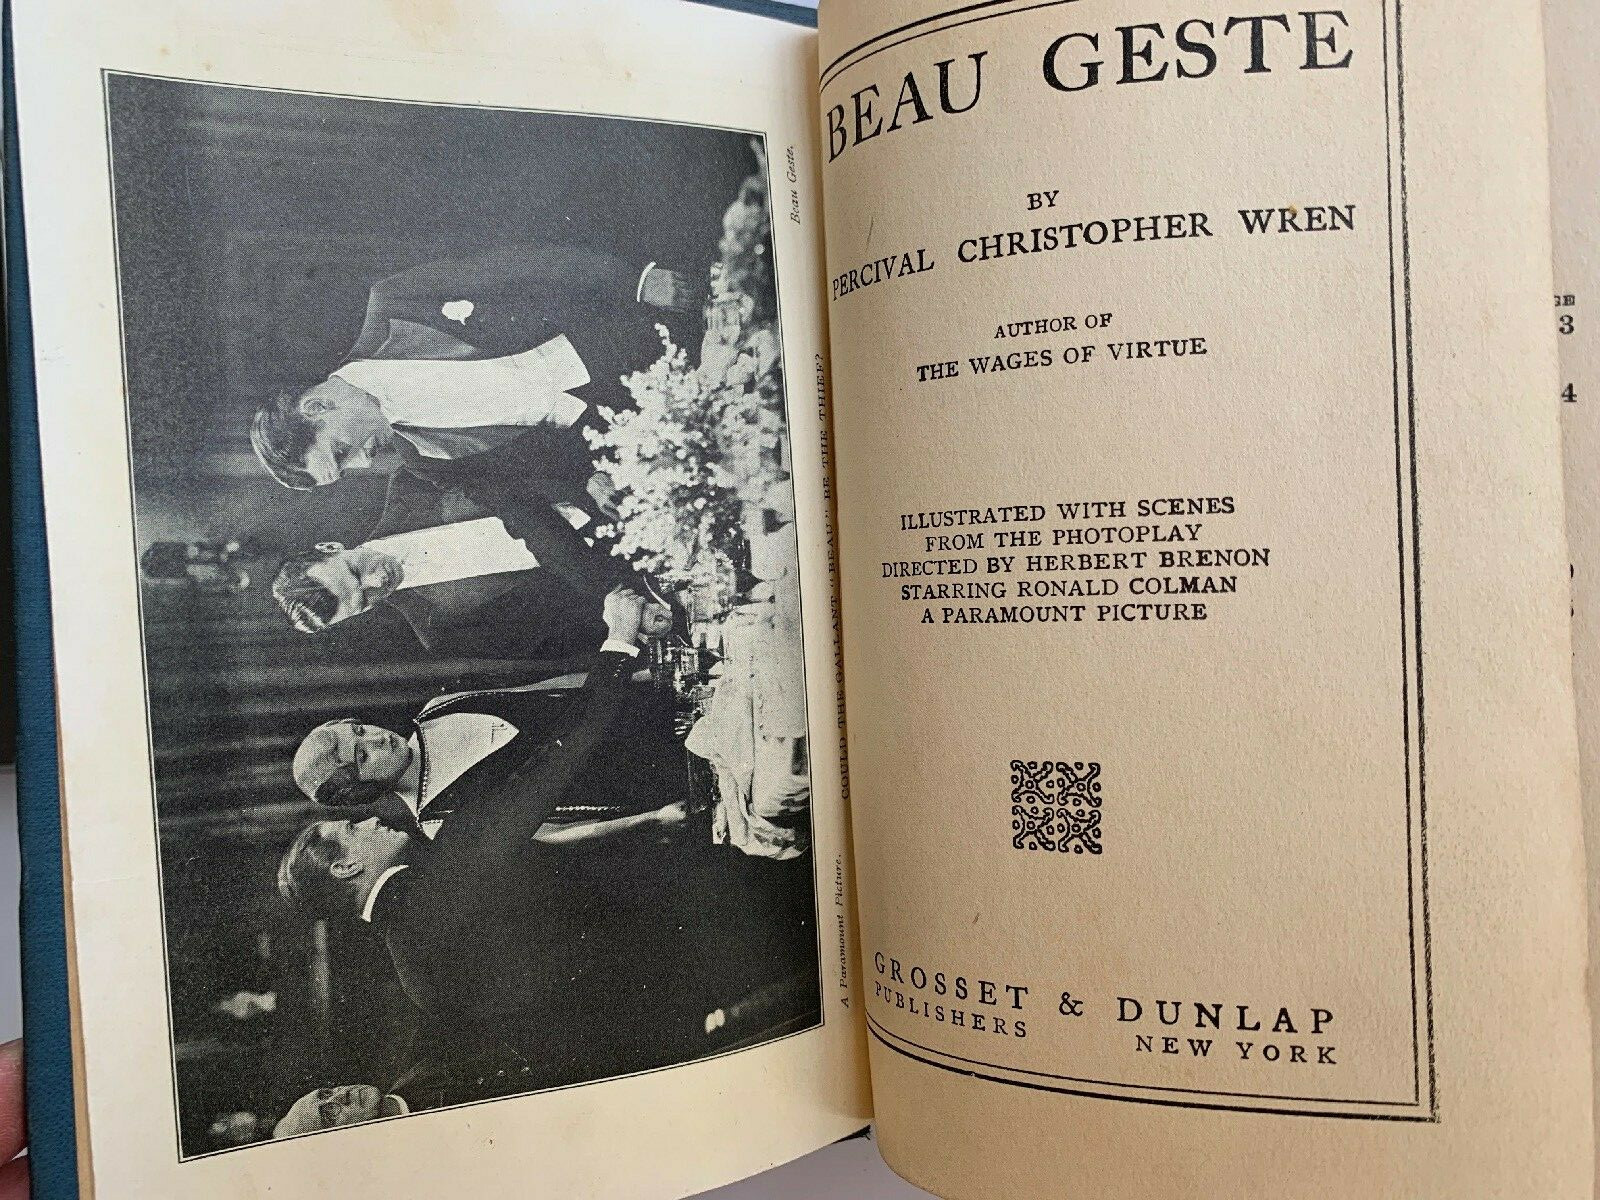 A Paramount Picture.
Beau Geste.
COULD THE GALLANT "BEAU" BE THE THIEF?
BEAU GESTE
BY
PERCIVAL CHRISTOPHER WREN
AUTHOR OF
THE WAGES OF VIRTUE
ILLUSTRATED WITH SCENES
FROM THE PHOTOPLAY
DIRECTED BY HERBERT BRENON
STARRING RONALD COLMAN
A PARAMOUNT PICTURE
GROSSET & DUNLAP
PUBLISHERS
NEW YORK
3
4